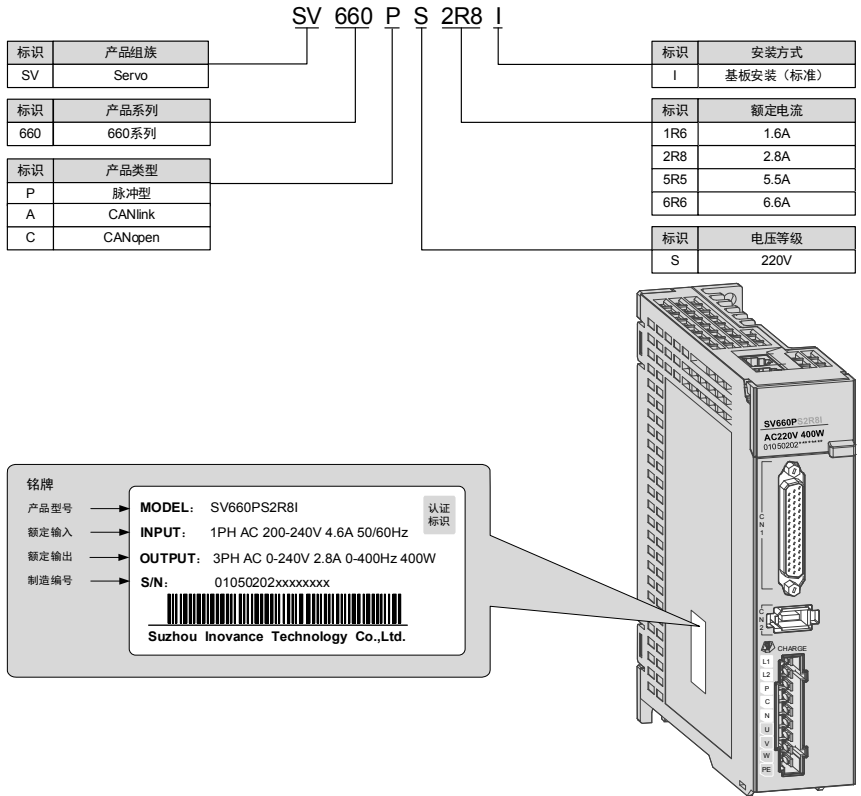 SV 660 P S 2R8 I
标识 产品组族
SV Servo
标识 产品系列
660 660系列
标识 产品类型
P 脉冲型
A CANlink
C CANopen
标识 安装方式
I 基板安装（标准）
标识 额定电流
1R6 1.6A
2R8 2.8A
5R5 5.5A
6R6 6.6A
标识 电压等级
S 220V
铭牌
产品型号
额定输入
额定输出
制造编号
MODEL： SV660PS2R8I
INPUT： 1PH AC 200-240V 4.6A 50/60Hz
OUTPUT： 3PH AC 0-240V 2.8A 0-400Hz 400W
S/N： 01050202xxxxxxxx
认证
标识
Suzhou Inovance Technology Co.,Ltd.
SV660PS2R8I
AC220V 400W
01050202********
CN1
CN2
CHARGE
L1
L2
P
C
N
U
V
W
PE